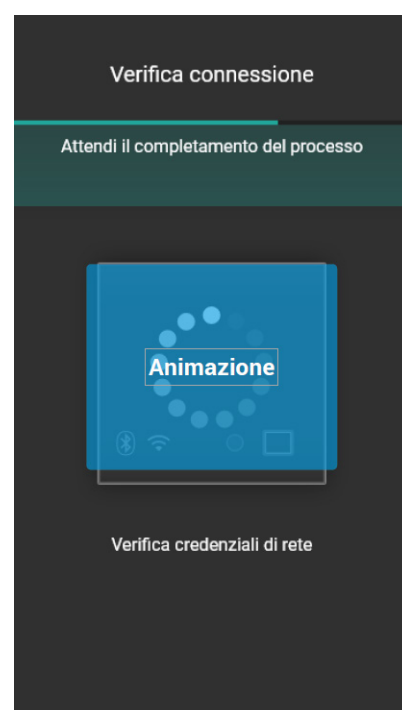 Verifica connessione
Attendi il completamento del processo
Animazione
Verifica credenziali di rete